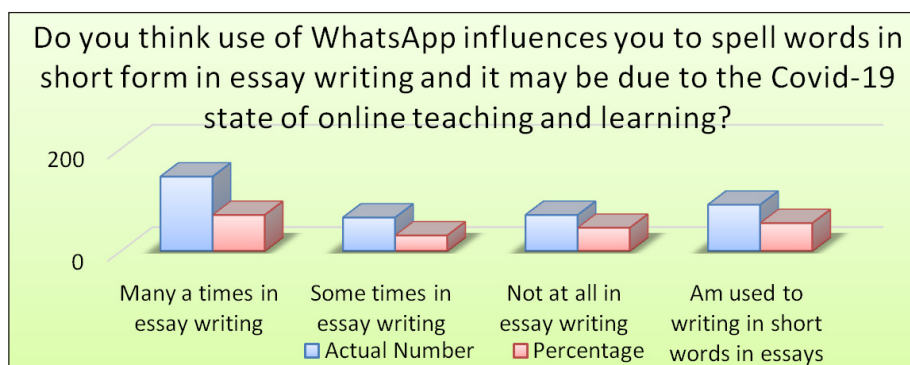 Do you think use of WhatsApp influences you to spell words in
short form in essay writing and it may be due to the Covid-19
state of online teaching and learning?
200
0
Many a times in
essay writing
Some times in
essay writing
Not at all in
essay writing
Am used to
writing in short
words in essays
Actual Number
Percentage